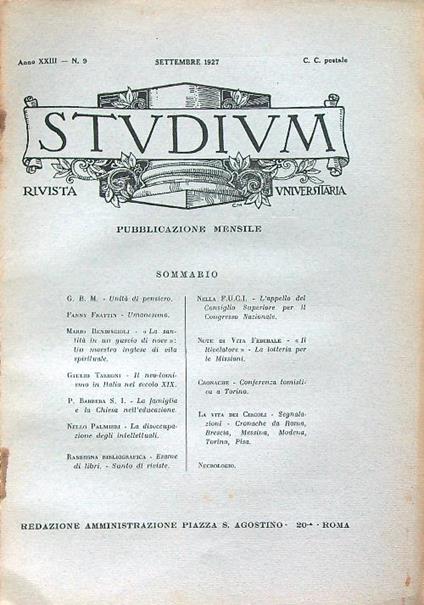 Anno XXIII — N. 9
SETTEMBRE 1927
C. C. postale
STVDIVM
RIVISTA
VNIVERSITARIA
PUBBLICAZIONE MENSILE
SOMMARIO
G. B. M. - Unità di pensiero.
FANNY FRATTIN - Umanesimo.
MARIO BENDISCIOLI - « La san-
tità in un guscio di noce »:
Un maestro inglese di vita
spirituale.
GIULIO TARRONI - Il neo-tomi-
smo in Italia nel secolo XIX.
P. BARBERA S. I. - La famiglia
e la Chiesa nell'educazione.
NELLO PALMIERI - La disoccupa-
zione degli intellettuali.
RASSEGNA BIBLIOGRAFICA - Esame
di libri. - Sunto di riviste.
NELLA F.U.C.I. - L'appello del
Consiglio Superiore per il
Congresso Nazionale.
NOTE DI VITA FEDERALE - « Il
Rivelatore » - La lotteria per
le Missioni.
CRONACHE - Conferenza tomisti-
ca a Torino.
LA VITA DEI CIRCOLI - Segnala-
zioni - Cronache da Roma,
Brescia, Messina, Modena,
Torino, Pisa.
NECROLOGIO.
REDAZIONE AMMINISTRAZIONE PIAZZA S. AGOSTINO - 20-A - ROMA